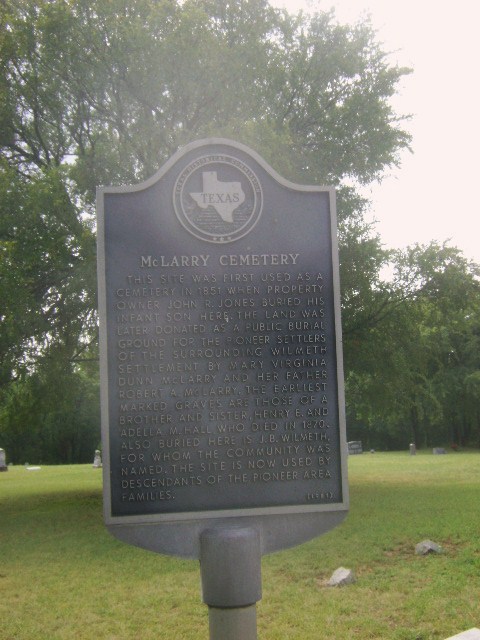 TEXAS
McLARRY CEMETERY
THIS SITE WAS FIRST USED AS A
CEMETERY IN 1851 WHEN PROPERTY
OWNER JOHN R. JONES BURIED HIS
INFANT SON HERE. THE LAND WAS
LATER DONATED AS A PUBLIC BURIAL
GROUND FOR THE PIONEER SETTLERS
OF THE SURROUNDING WILMETH
SETTLEMENT BY MARY VIRGINIA
DUNN McLARRY AND HER FATHER
ROBERT A. McLARRY. THE EARLIEST
MARKED GRAVES ARE THOSE OF A
BROTHER AND SISTER, HENRY E. AND
ADELLA M. HALL, WHO DIED IN 1870.
ALSO BURIED HERE IS J.B. WILMETH,
FOR WHOM THE COMMUNITY WAS
NAMED. THE SITE IS NOW USED BY
DESCENDANTS OF THE PIONEER AREA
FAMILIES.